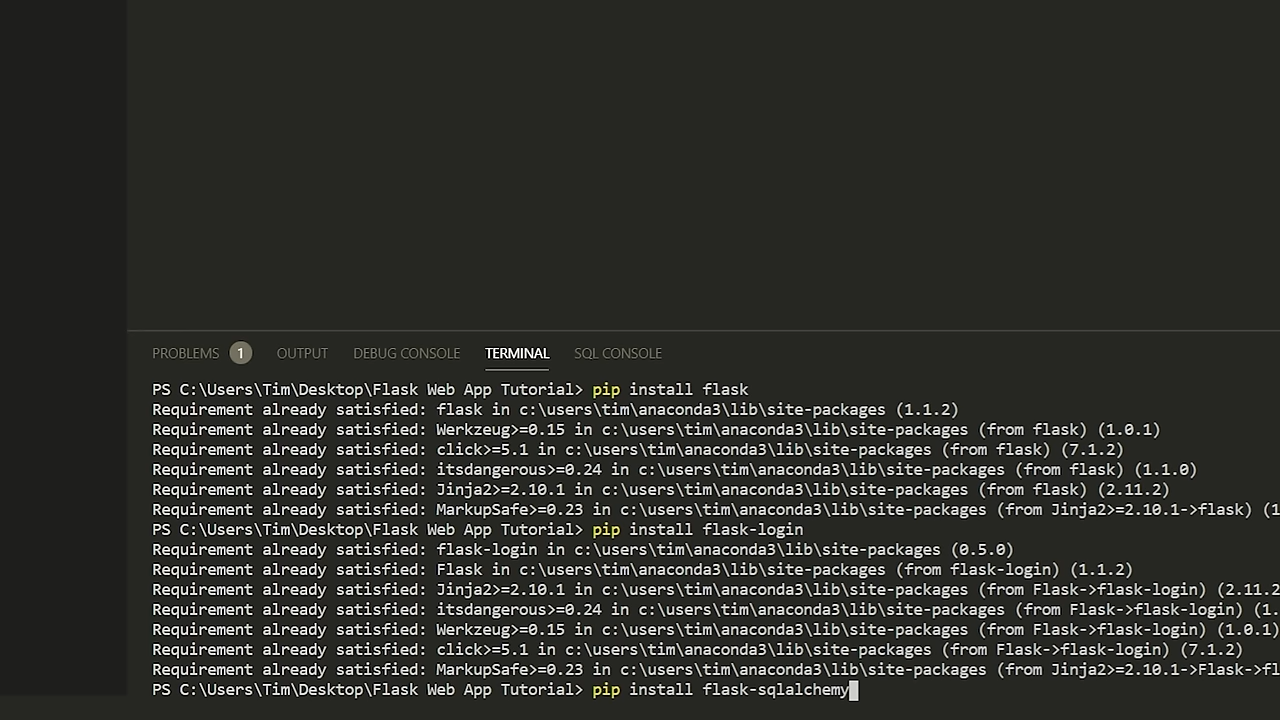 PROBLEMS 1 OUTPUT DEBUG CONSOLE TERMINAL SQL CONSOLE
PS C:\Users\Tim\Desktop\Flask Web App Tutorial> pip install flask
Requirement already satisfied: flask in c:\users\tim\anaconda3\lib\site-packages (1.1.2)
Requirement already satisfied: Werkzeug>=0.15 in c:\users\tim\anaconda3\lib\site-packages (from flask) (1.0.1)
Requirement already satisfied: click>=5.1 in c:\users\tim\anaconda3\lib\site-packages (from flask) (7.1.2)
Requirement already satisfied: itsdangerous>=0.24 in c:\users\tim\anaconda3\lib\site-packages (from flask) (1.1.0)
Requirement already satisfied: Jinja2>=2.10.1 in c:\users\tim\anaconda3\lib\site-packages (from flask) (2.11.2)
Requirement already satisfied: MarkupSafe>=0.23 in c:\users\tim\anaconda3\lib\site-packages (from Jinja2>=2.10.1->flask) (1
PS C:\Users\Tim\Desktop\Flask Web App Tutorial> pip install flask-login
Requirement already satisfied: flask-login in c:\users\tim\anaconda3\lib\site-packages (0.5.0)
Requirement already satisfied: Flask in c:\users\tim\anaconda3\lib\site-packages (from flask-login) (1.1.2)
Requirement already satisfied: Jinja2>=2.10.1 in c:\users\tim\anaconda3\lib\site-packages (from Flask->flask-login) (2.11.2
Requirement already satisfied: itsdangerous>=0.24 in c:\users\tim\anaconda3\lib\site-packages (from Flask->flask-login) (1.
Requirement already satisfied: Werkzeug>=0.15 in c:\users\tim\anaconda3\lib\site-packages (from Flask->flask-login) (1.0.1)
Requirement already satisfied: click>=5.1 in c:\users\tim\anaconda3\lib\site-packages (from Flask->flask-login) (7.1.2)
Requirement already satisfied: MarkupSafe>=0.23 in c:\users\tim\anaconda3\lib\site-packages (from Jinja2>=2.10.1->Flask->fl
PS C:\Users\Tim\Desktop\Flask Web App Tutorial> pip install flask-sqlalchemy